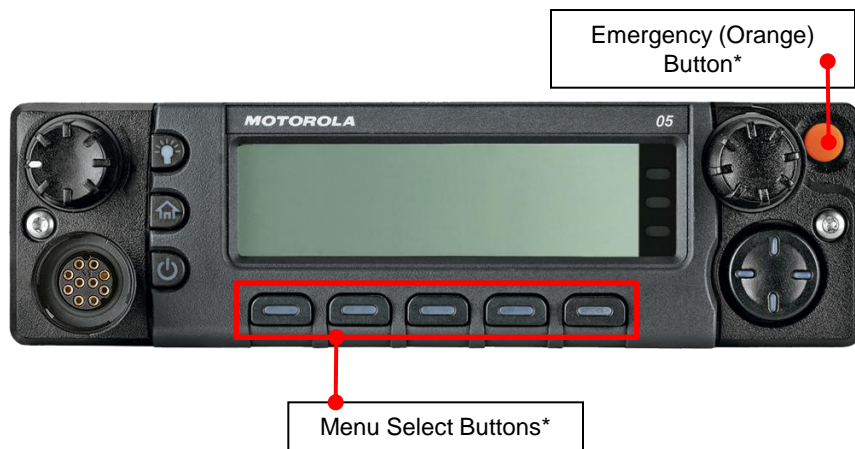 Emergency (Orange)
Button*
MOTOROLA
05
Menu Select Buttons*